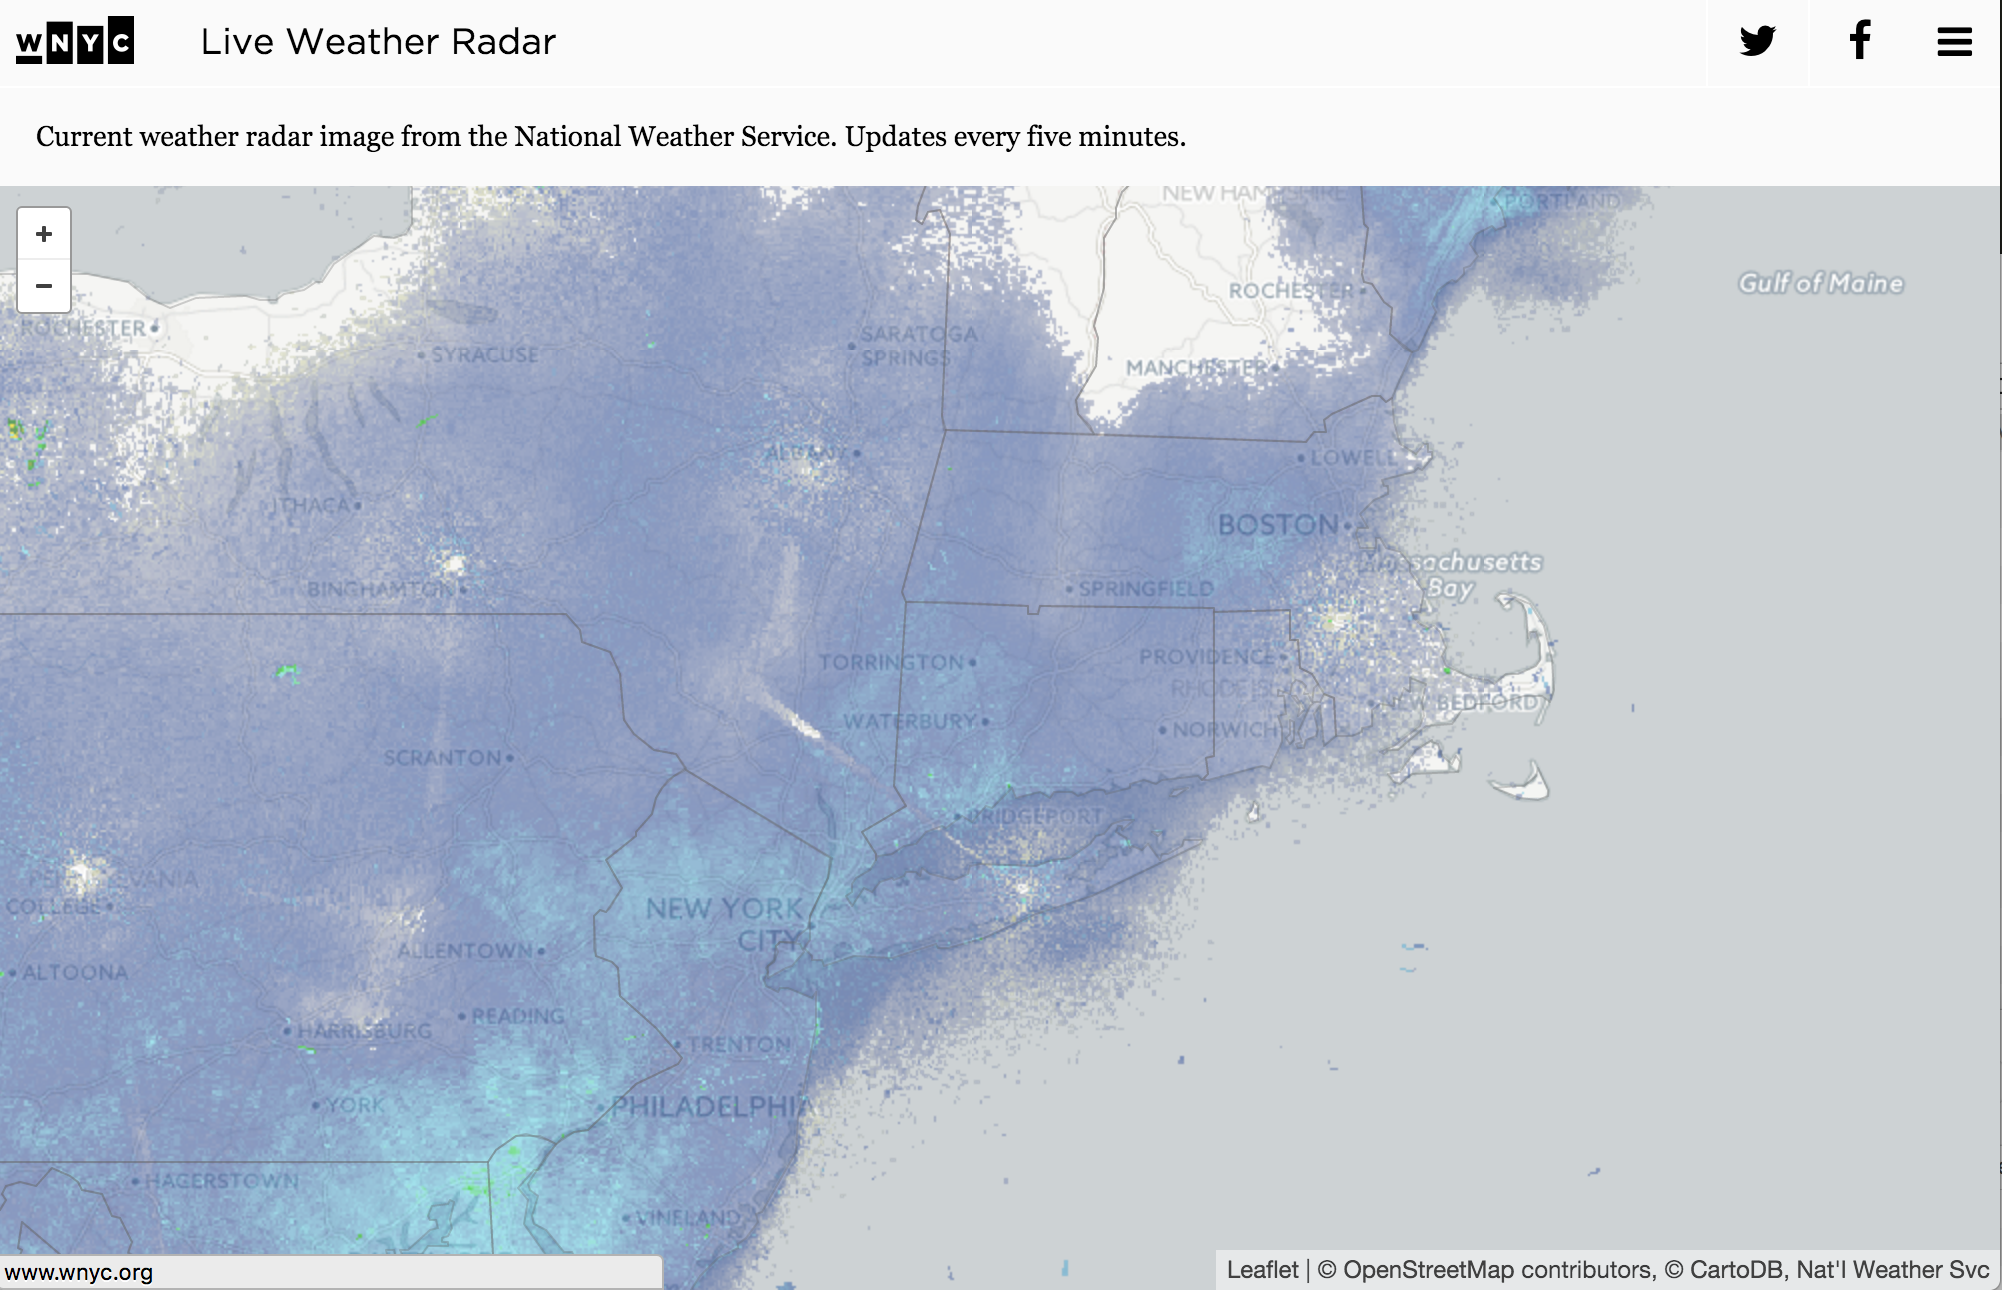 WNYC
Live Weather Radar
Current weather radar image from the National Weather Service. Updates every five minutes.
+
−
NEW HAMPSHIRE
PORTLAND
Gulf of Maine
ROCHESTER
ROCHESTER
SARATOGA
SPRINGS
SYRACUSE
MANCHESTER
ALBANY
LOWELL
ITHACA
BOSTON
Massachusetts
Bay
BINGHAMTON
SPRINGFIELD
TORRINGTON
PROVIDENCE
RHODE ISL
NEW BEDFORD
WATERBURY
NORWICH
SCRANTON
BRIDGEPORT
PENNSYLVANIA
COLLEGE
NEW YORK
CITY
ALLENTOWN
ALTOONA
READING
HARRISBURG
TRENTON
YORK
PHILADELPHIA
HAGERSTOWN
VINELAND
www.wnyc.org
Leaflet | © OpenStreetMap contributors, © CartoDB, Nat'l Weather Svc